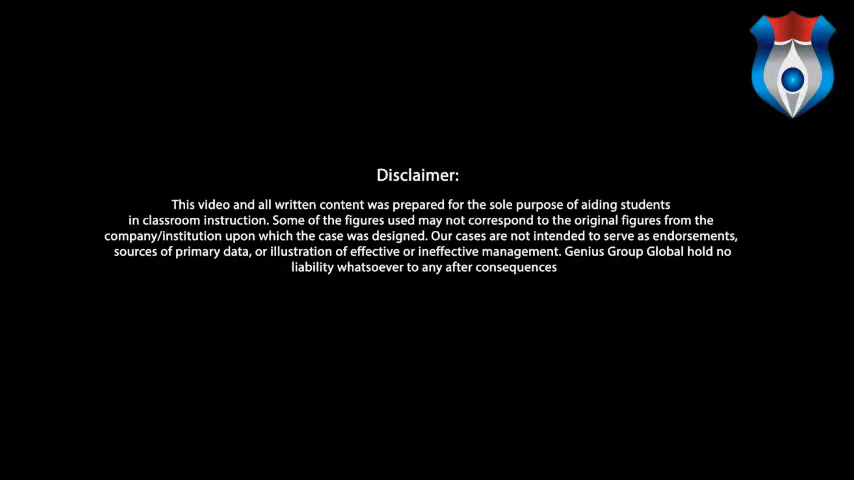 Disclaimer:
This video and all written content was prepared for the sole purpose of aiding students
in classroom instruction. Some of the figures used may not correspond to the original figures from the
company/institution upon which the case was designed. Our cases are not intended to serve as endorsements,
sources of primary data, or illustration of effective or ineffective management. Genius Group Global hold no
liability whatsoever to any after consequences